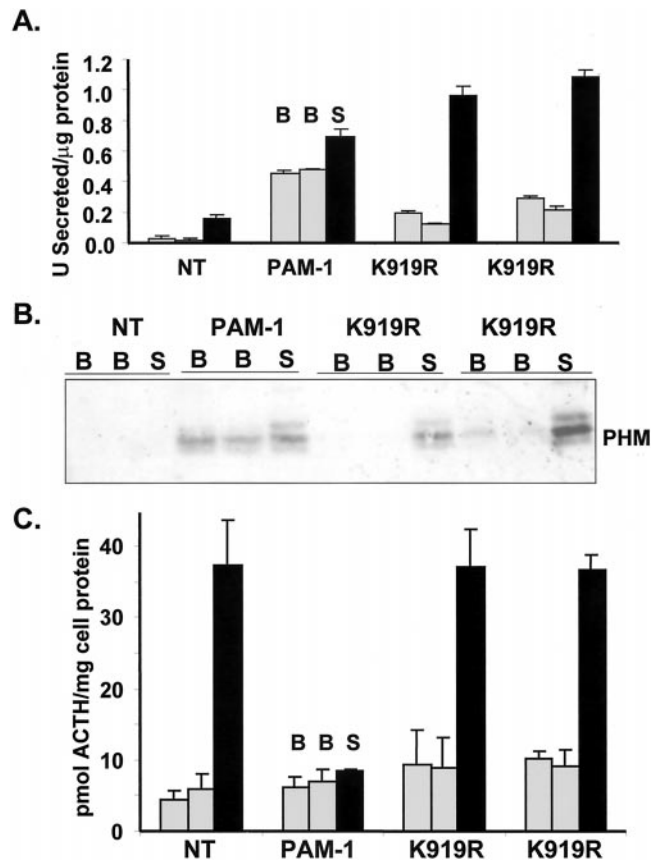 A.
U Secreted/µg protein
1.2
1.0
0.8
0.6
0.4
0.2
0.0
B B S
NT PAM-1 K919R K919R
B.
NT PAM-1 K919R K919R
B B S B B S B B S B B S
PHM
C.
pmol ACTH/mg cell protein
40
30
20
10
0
B B S
NT PAM-1 K919R K919R